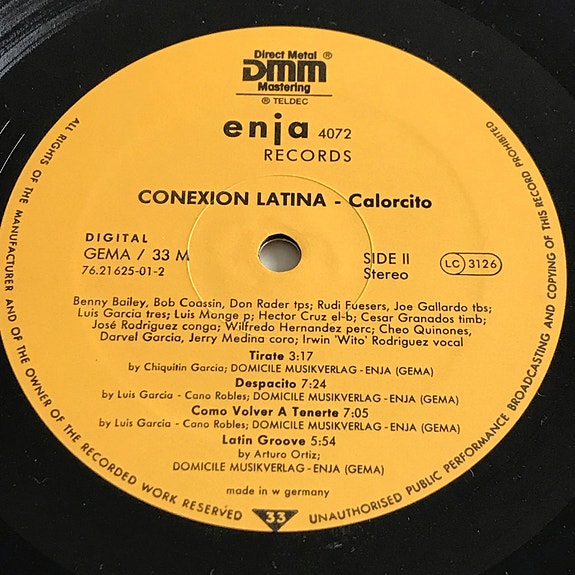 Direct Metal ®
DMM
Mastering
® TELDEC
enja 4072
RECORDS
CONEXION LATINA - Calorcito
DIGITAL
GEMA / 33 M
76.21625-01-2
SIDE II
Stereo
LC 3126
Benny Bailey, Bob Coassin, Don Rader tps; Rudi Fuesers, Joe Gallardo tbs;
Luis Garcia tres; Luis Monge p; Hector Cruz el-b; Cesar Granados timb;
José Rodriguez conga; Wilfredo Hernandez perc; Cheo Quinones,
Darvel Garcia, Jerry Medina coro; Irwin 'Wito' Rodriguez vocal
Tirate 3:17
by Chiquitin Garcia; DOMICILE MUSIKVERLAG - ENJA (GEMA)
Despacito 7:24
by Luis Garcia - Cano Robles; DOMICILE MUSIKVERLAG - ENJA (GEMA)
Como Volver A Tenerte 7:05
by Luis Garcia - Cano Robles; DOMICILE MUSIKVERLAG - ENJA (GEMA)
Latin Groove 5:54
by Arturo Ortiz;
DOMICILE MUSIKVERLAG - ENJA (GEMA)
made in w germany
33
ALL RIGHTS OF THE MANUFACTURER AND OF THE OWNER OF THE RECORDED WORK RESERVED
UNAUTHORISED PUBLIC PERFORMANCE BROADCASTING AND COPYING OF THIS RECORD PROHIBITED